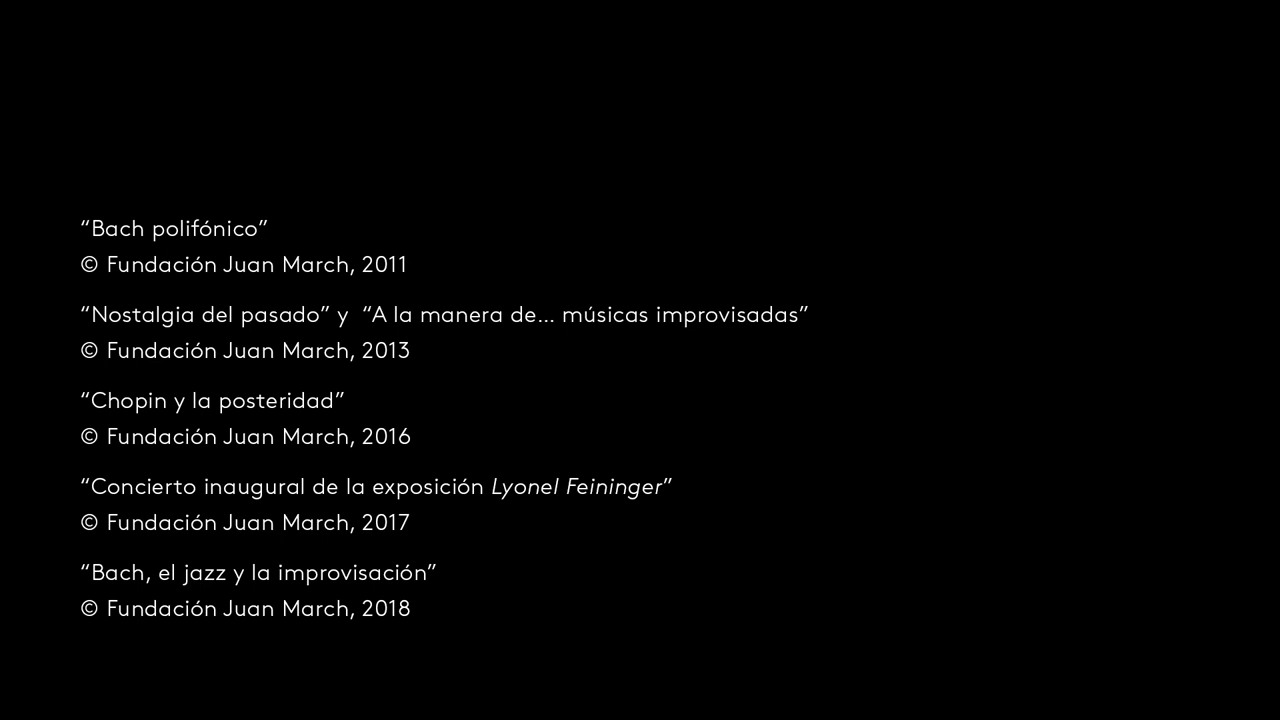 “Bach polifónico”
© Fundación Juan March, 2011
“Nostalgia del pasado” y “A la manera de... músicas improvisadas”
© Fundación Juan March, 2013
“Chopin y la posteridad”
© Fundación Juan March, 2016
“Concierto inaugural de la exposición Lyonel Feininger”
© Fundación Juan March, 2017
“Bach, el jazz y la improvisación”
© Fundación Juan March, 2018